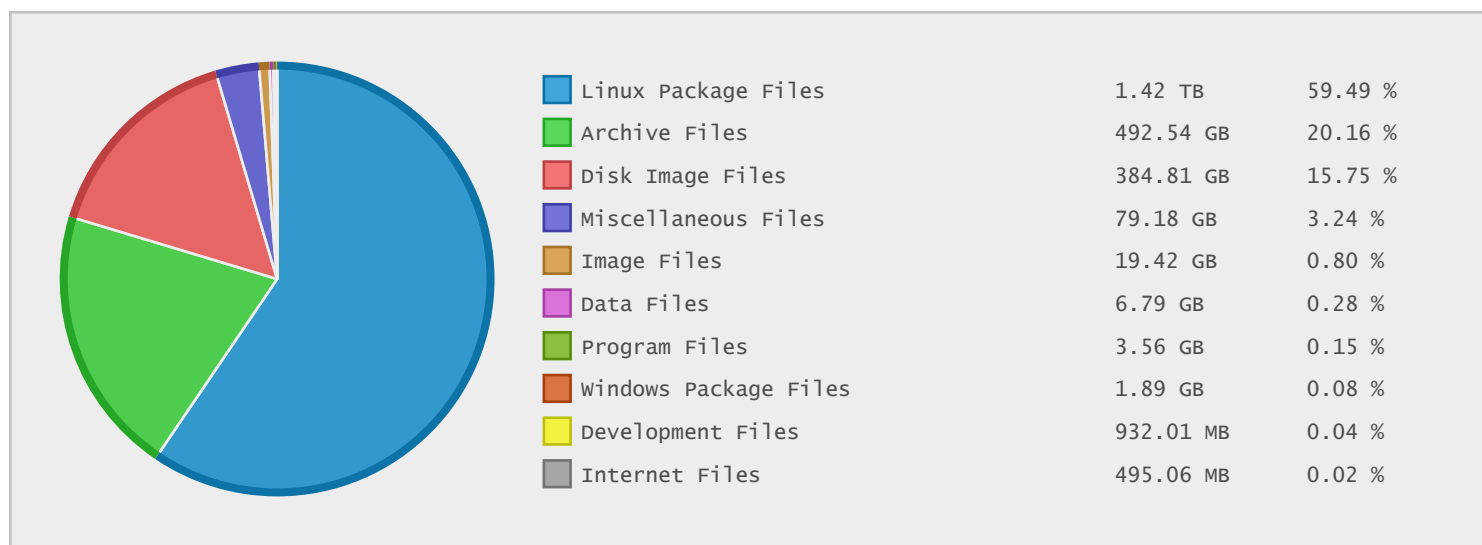 Linux Package Files 1.42 TB 59.49 %
Archive Files 492.54 GB 20.16 %
Disk Image Files 384.81 GB 15.75 %
Miscellaneous Files 79.18 GB 3.24 %
Image Files 19.42 GB 0.80 %
Data Files 6.79 GB 0.28 %
Program Files 3.56 GB 0.15 %
Windows Package Files 1.89 GB 0.08 %
Development Files 932.01 MB 0.04 %
Internet Files 495.06 MB 0.02 %